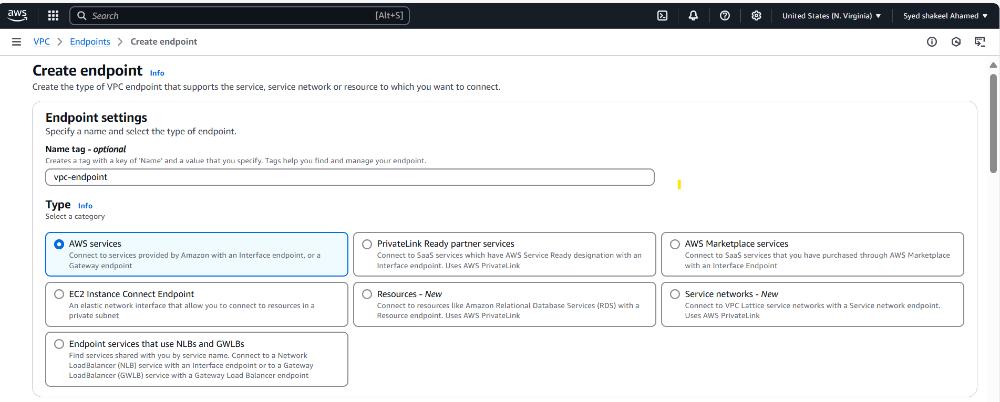 aws
Search
[Alt+S]
United States (N. Virginia)
Syed shakeel Ahamed
VPC
Endpoints
Create endpoint
Create endpoint Info
Create the type of VPC endpoint that supports the service, service network or resource to which you want to connect.
Endpoint settings
Specify a name and select the type of endpoint.
Name tag - optional
Creates a tag with a key of 'Name' and a value that you specify. Tags help you find and manage your endpoint.
vpc-endpoint
Type Info
Select a category
AWS services
Connect to services provided by Amazon with an Interface endpoint, or a
Gateway endpoint
PrivateLink Ready partner services
Connect to SaaS services which have AWS Service Ready designation with an
Interface endpoint. Uses AWS PrivateLink
AWS Marketplace services
Connect to SaaS services that you have purchased through AWS Marketplace
with an Interface Endpoint
EC2 Instance Connect Endpoint
An elastic network interface that allow you to connect to resources in a
private subnet
Resources - New
Connect to resources like Amazon Relational Database Services (RDS) with a
Resource endpoint. Uses AWS PrivateLink
Service networks - New
Connect to VPC Lattice service networks with a Service network endpoint.
Uses AWS PrivateLink
Endpoint services that use NLBs and GWLBs
Find services shared with you by service name. Connect to a Network
LoadBalancer (NLB) service with an Interface endpoint or to a Gateway
LoadBalancer (GWLB) service with a Gateway Load Balancer endpoint